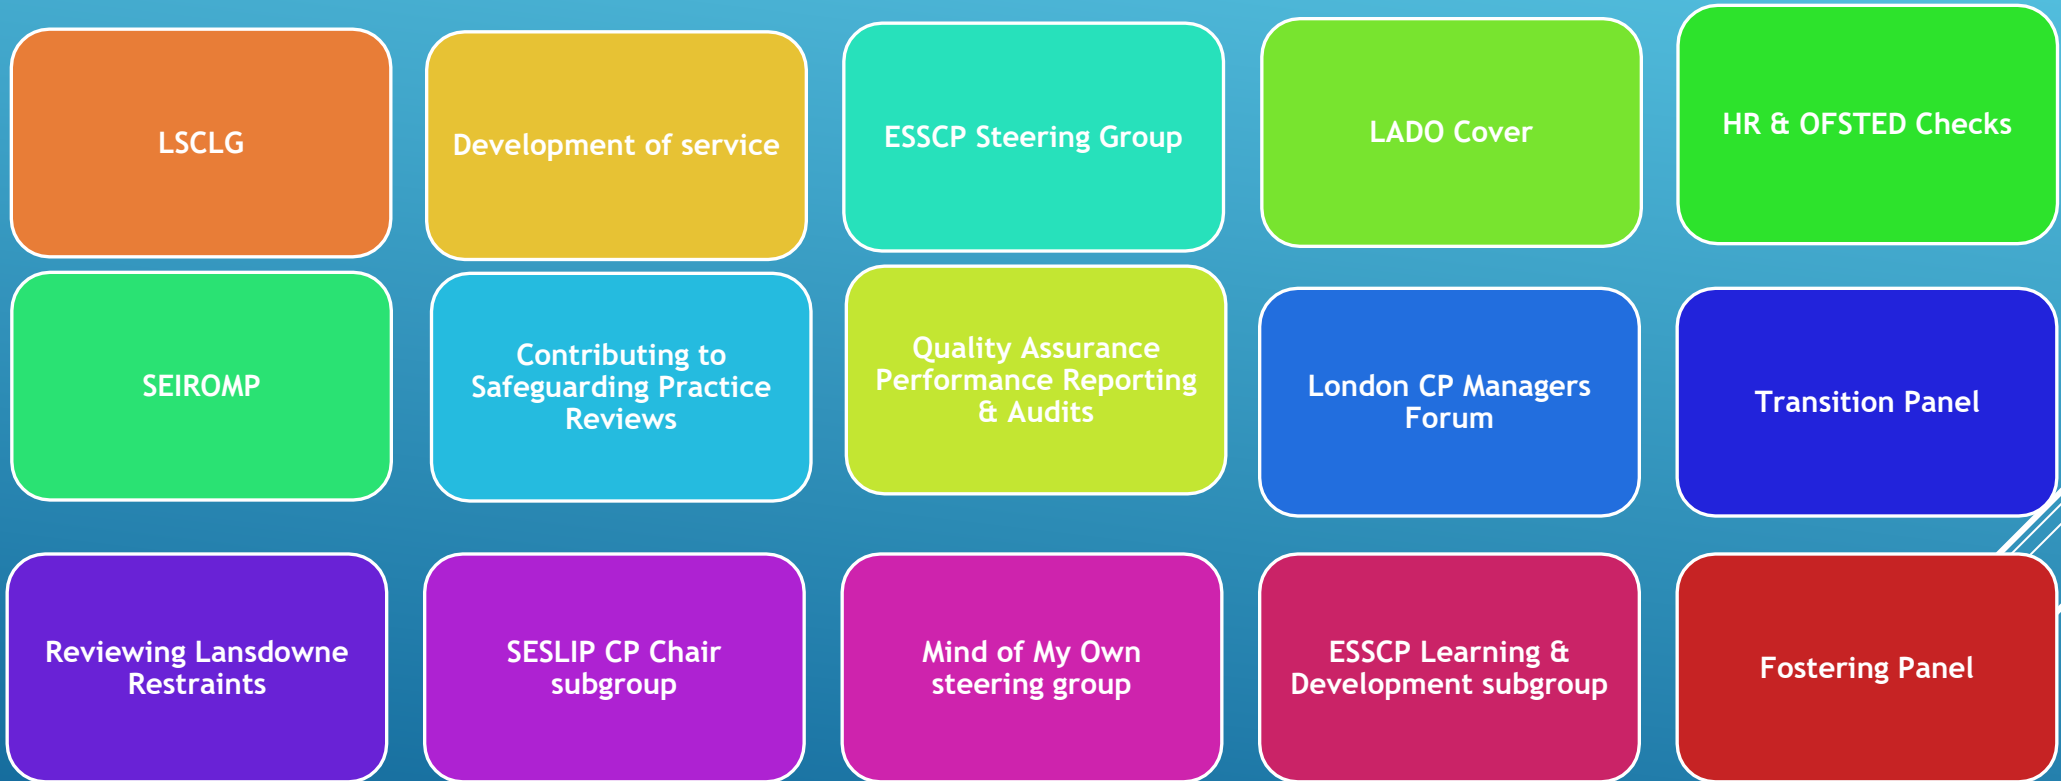 LSCLG
Development of service
ESSCP Steering Group
LADO Cover
HR & OFSTED Checks
SEIROMP
Contributing to
Safeguarding Practice
Reviews
Quality Assurance
Performance Reporting
& Audits
London CP Managers
Forum
Transition Panel
Reviewing Lansdowne
Restraints
SESLIP CP Chair
subgroup
Mind of My Own
steering group
ESSCP Learning &
Development subgroup
Fostering Panel